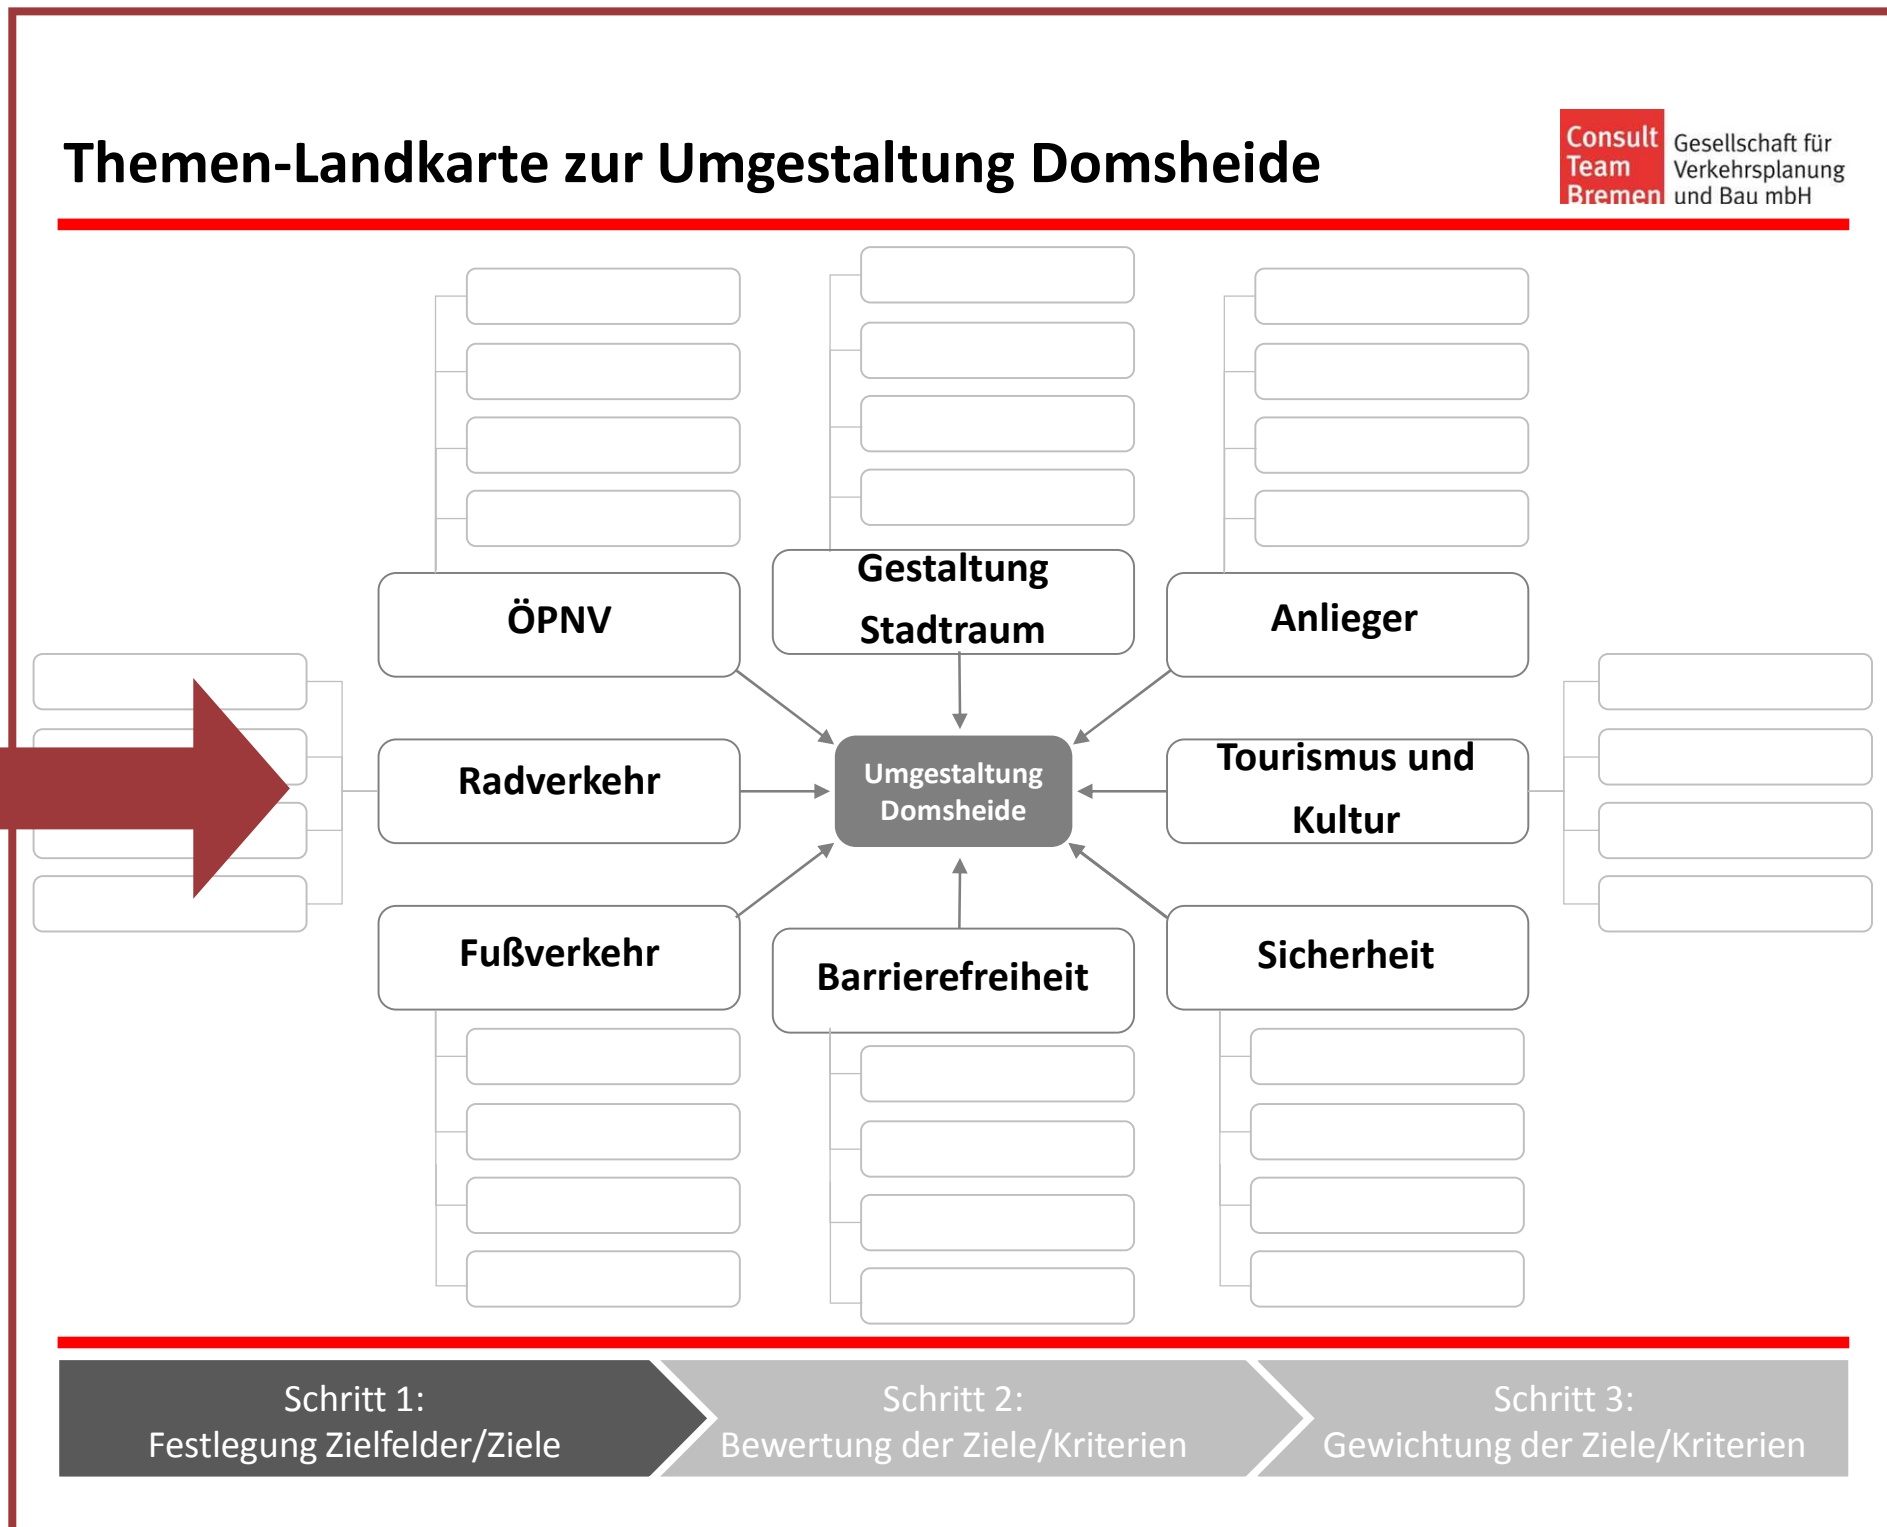 Themen-Landkarte zur Umgestaltung Domsheide
Consult
Team
Bremen
Gesellschaft für
Verkehrsplanung
und Bau mbH
Gestaltung
Stadtraum
ÖPNV
Anlieger
Radverkehr
Umgestaltung
Domsheide
Tourismus und
Kultur
Fußverkehr
Barrierefreiheit
Sicherheit
Schritt 1:
Festlegung Zielfelder/Ziele
Schritt 2:
Bewertung der Ziele/Kriterien
Schritt 3:
Gewichtung der Ziele/Kriterien